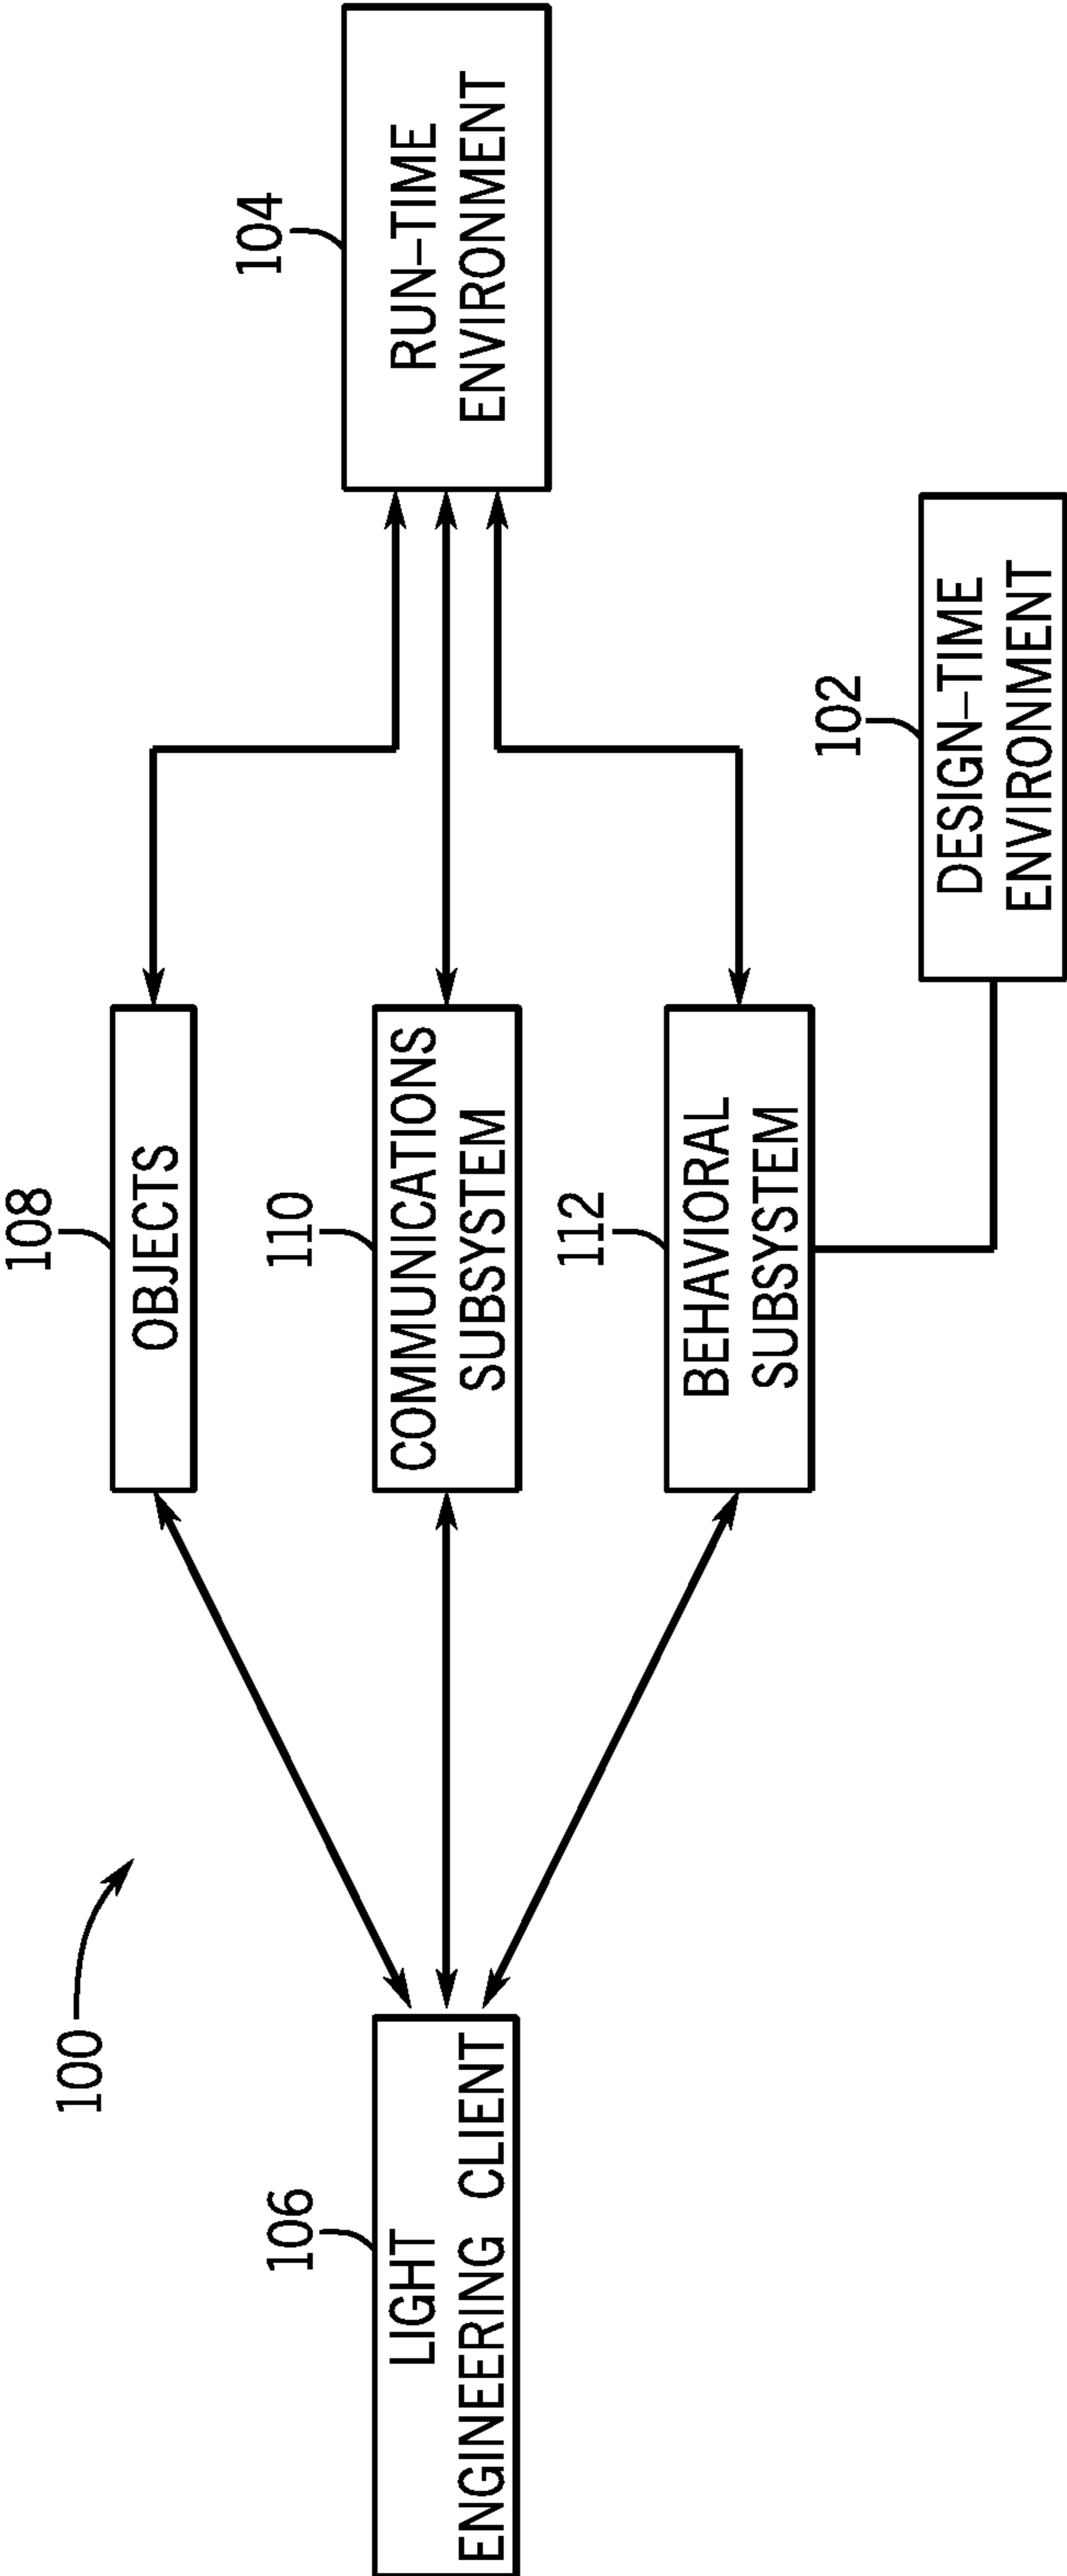 100
108
OBJECTS
104
RUN-TIME
ENVIRONMENT
106
LIGHT
ENGINEERING CLIENT
110
COMMUNICATIONS
SUBSYSTEM
112
BEHAVIORAL
SUBSYSTEM
102
DESIGN-TIME
ENVIRONMENT